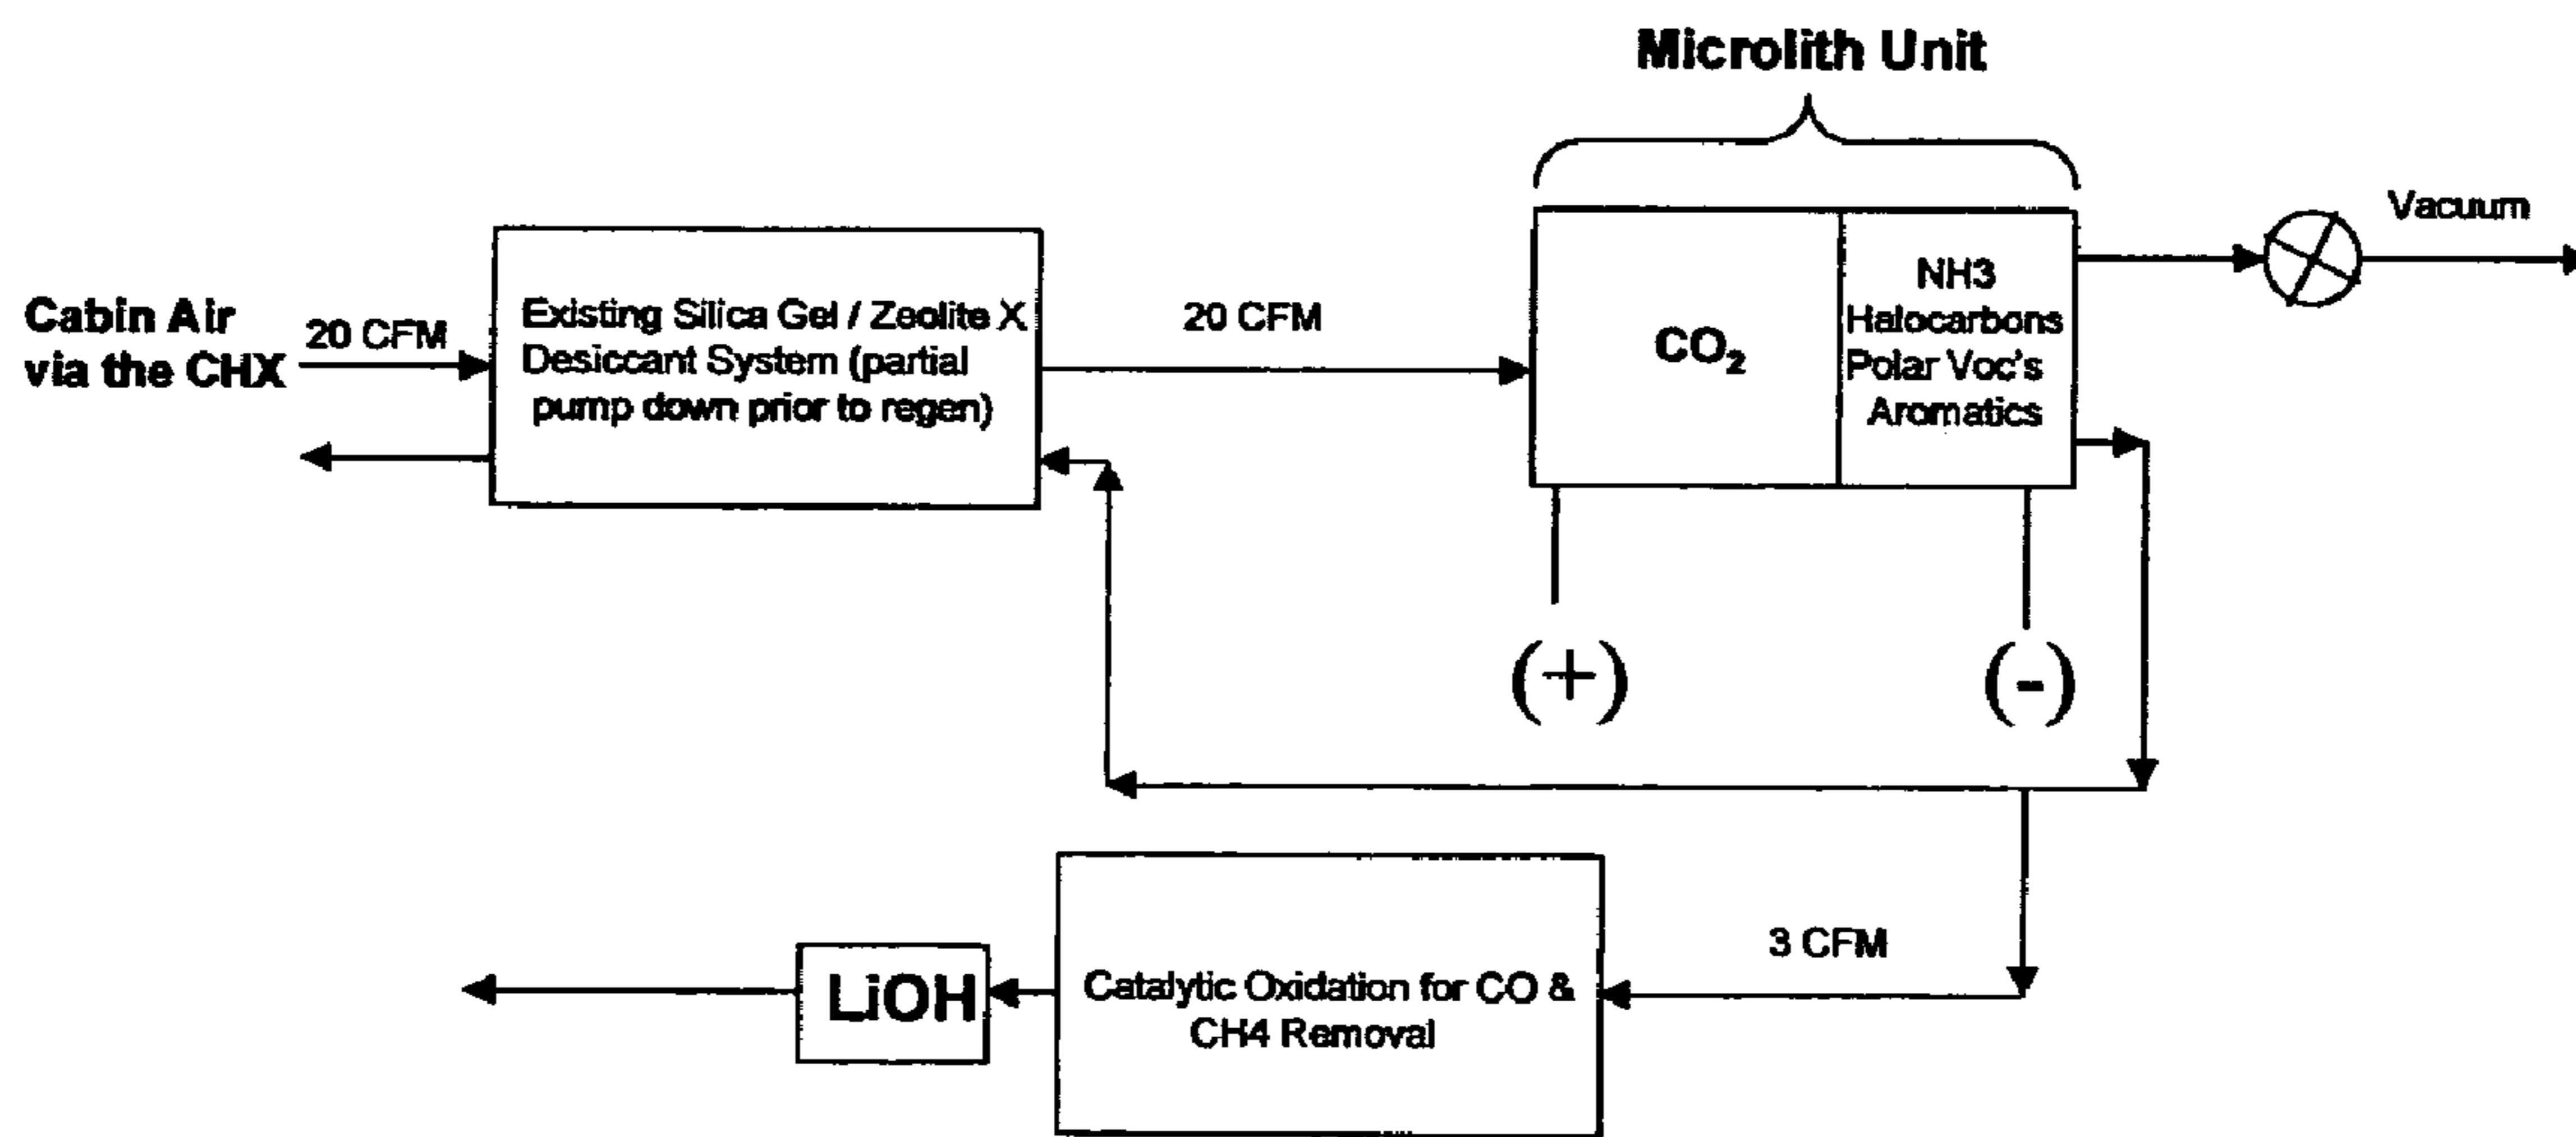 Microlith Unit
Vacuum
Cabin Air
via the CHX
20 CFM
Existing Silica Gel / Zeolite X
Desiccant System (partial
pump down prior to regen)
20 CFM
CO₂
NH3
Halocarbons
Polar Voc's
Aromatics
(+)
(-)
3 CFM
LiOH
Catalytic Oxidation for CO &
CH4 Removal